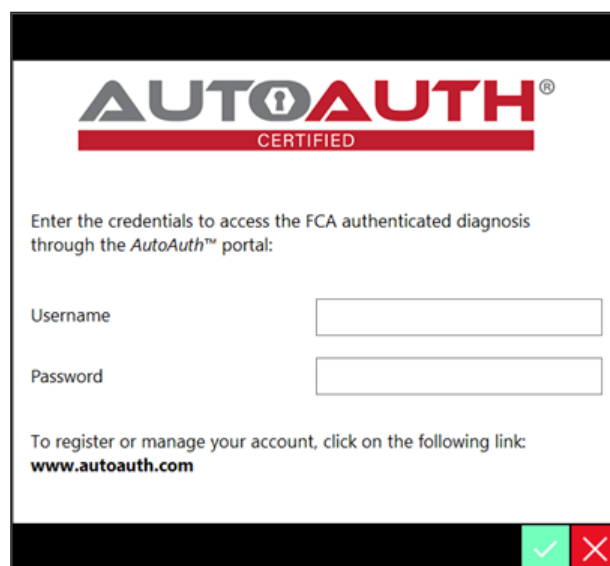 AUTOAUTH®
CERTIFIED
Enter the credentials to access the FCA authenticated diagnosis
through the AutoAuth™ portal:
Username
Password
To register or manage your account, click on the following link:
www.autoauth.com